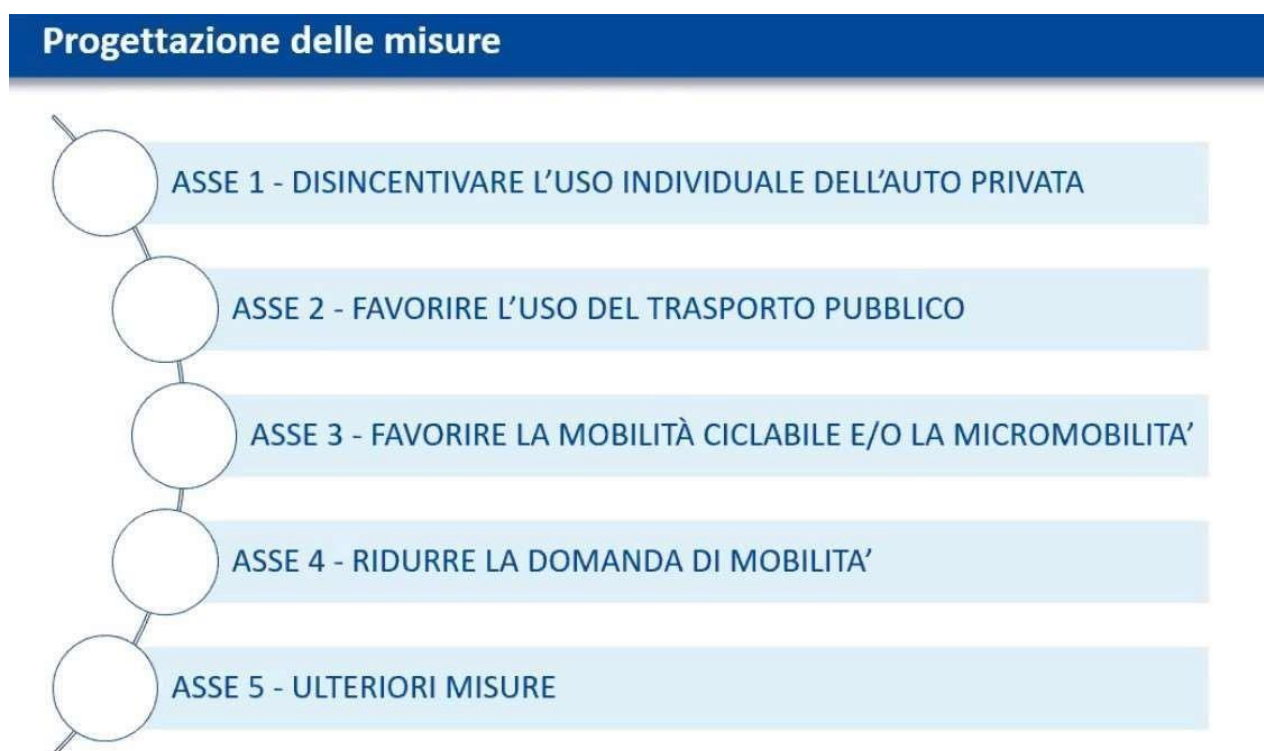 Progettazione delle misure
ASSE 1 - DISINCENTIVARE L'USO INDIVIDUALE DELL'AUTO PRIVATA
ASSE 2 - FAVORIRE L'USO DEL TRASPORTO PUBBLICO
ASSE 3 - FAVORIRE LA MOBILITÀ CICLABILE E/O LA MICROMOBILITA'
ASSE 4 - RIDURRE LA DOMANDA DI MOBILITA'
ASSE 5 - ULTERIORI MISURE